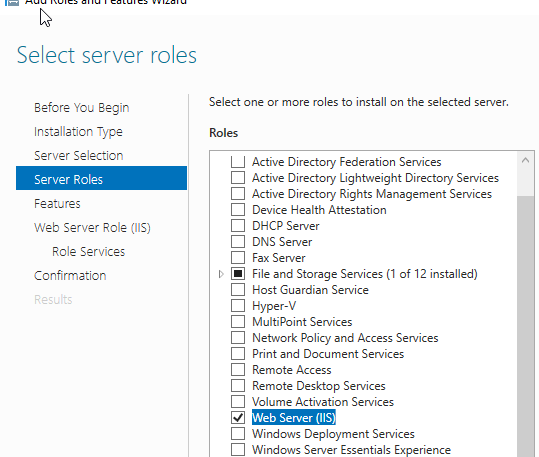 Add Roles and Features Wizard
Select server roles
Before You Begin
Installation Type
Server Selection
Server Roles
Features
Web Server Role (IIS)
Role Services
Confirmation
Results
Select one or more roles to install on the selected server.
Roles
Active Directory Federation Services
Active Directory Lightweight Directory Services
Active Directory Rights Management Services
Device Health Attestation
DHCP Server
DNS Server
Fax Server
File and Storage Services (1 of 12 installed)
Host Guardian Service
Hyper-V
MultiPoint Services
Network Policy and Access Services
Print and Document Services
Remote Access
Remote Desktop Services
Volume Activation Services
Web Server (IIS)
Windows Deployment Services
Windows Server Essentials Experience